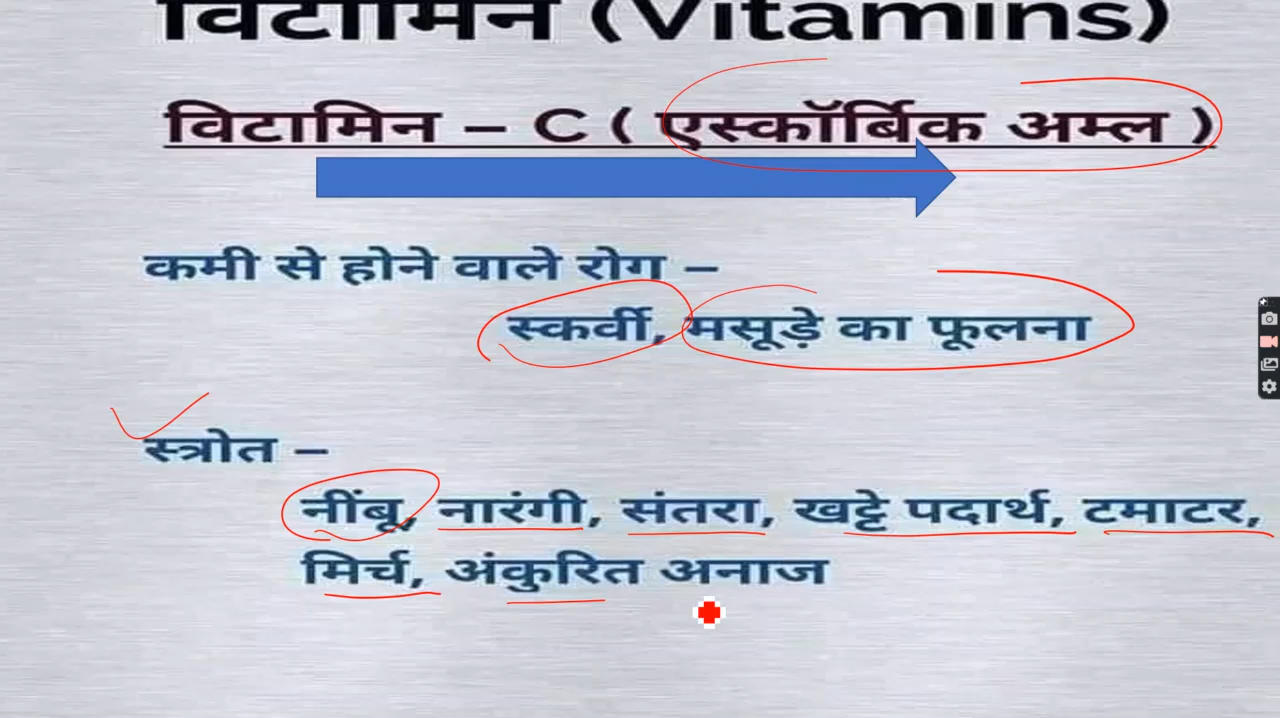 विटामिन (Vitamins)
विटामिन – C ( एस्कॉर्बिक अम्ल )
कमी से होने वाले रोग –
स्कर्वी, मसूड़े का फूलना
स्त्रोत –
नींबू, नारंगी, संतरा, खट्टे पदार्थ, टमाटर,
मिर्च, अंकुरित अनाज